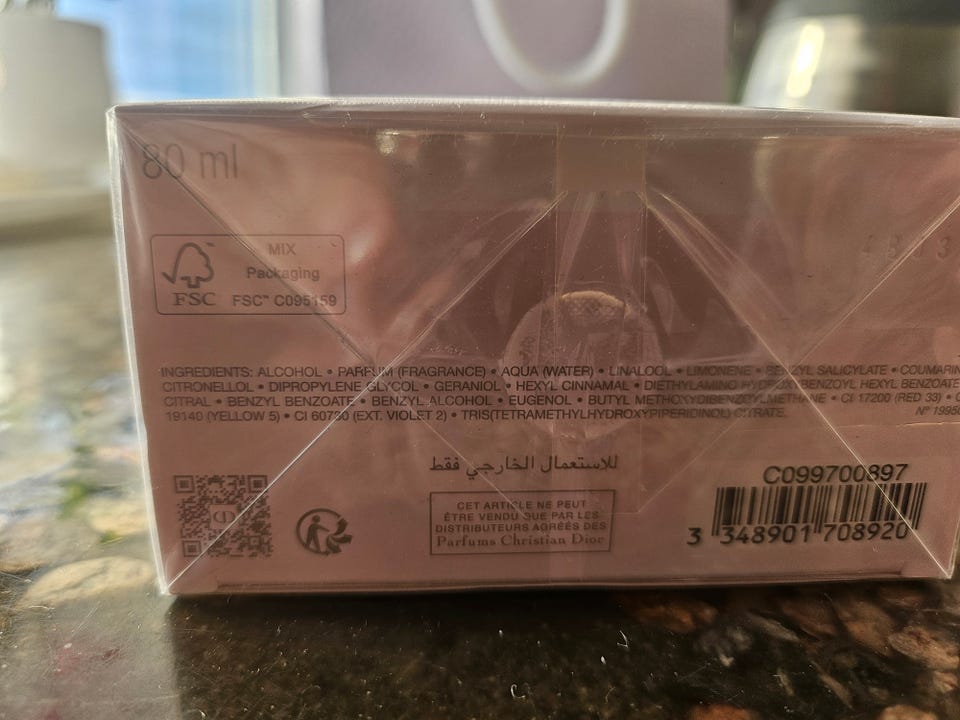 80 ml
MIX
Packaging
FSC
FSC™ C095159
INGREDIENTS: ALCOHOL • PARFUM (FRAGRANCE) • AQUA (WATER) • LINALOOL • LIMONENE • BENZYL SALICYLATE • COUMARIN
CITRONELLOL • DIPROPYLENE GLYCOL • GERANIOL • HEXYL CINNAMAL • DIETHYLAMINO BENZOYL HEXYL BENZOATE
CITRAL • BENZYL BENZOATE • BENZYL ALCOHOL • EUGENOL • BUTYL METHOXYDIBENZOYLMETHANE • CI 17200 (RED 33) •
19140 (YELLOW 5) • CI 60730 (EXT. VIOLET 2) • TRIS(TETRAMETHYLHYDROXYPIPERIDINOL) CITRATE.
للاستعمال الخارجي فقط
CET ARTICLE NE PEUT
ÊTRE VENDU QUE PAR LES
DISTRIBUTEURS AGRÉÉS DES
Parfums Christian Dior
C099700897
3 348901 708920